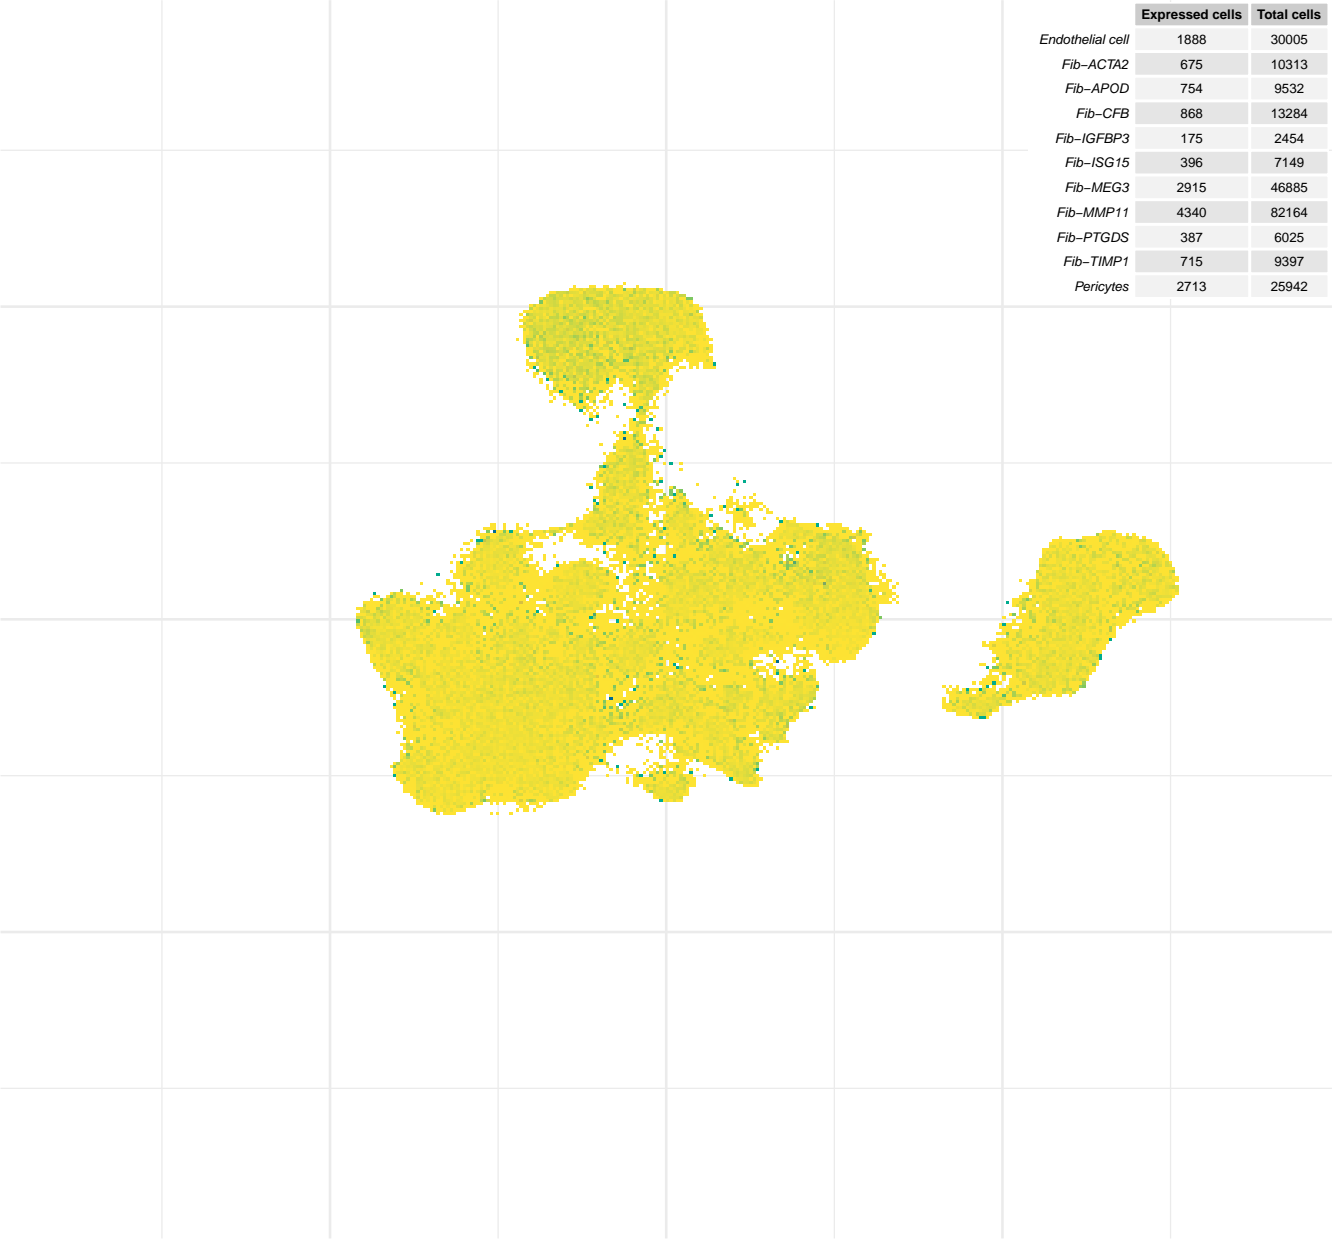 Expressed cells Total cells
Endothelial cell 1888 30005
Fib−ACTA2 675 10313
Fib−APOD 754 9532
Fib−CFB 868 13284
Fib−IGFBP3 175 2454
Fib−ISG15 396 7149
Fib−MEG3 2915 46885
Fib−MMP11 4340 82164
Fib−PTGDS 387 6025
Fib−TIMP1 715 9397
Pericytes 2713 25942